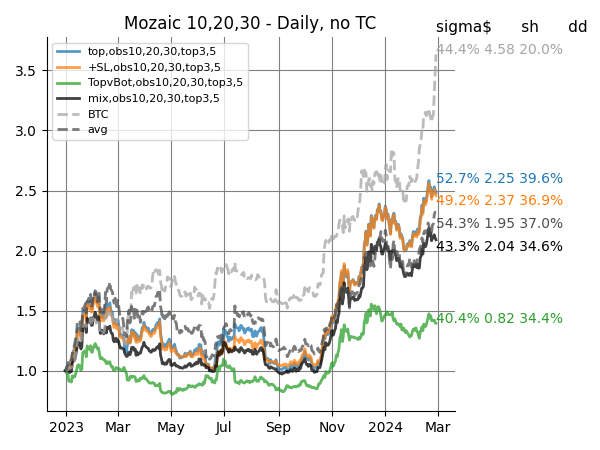 Mozaic 10,20,30 - Daily, no TC
sigma$ sh dd
44.4% 4.58 20.0%
top,obs10,20,30,top3,5
+SL,obs10,20,30,top3,5
TopvBot,obs10,20,30,top3,5
mix,obs10,20,30,top3,5
BTC
avg
52.7% 2.25 39.6%
49.2% 2.37 36.9%
54.3% 1.95 37.0%
43.3% 2.04 34.6%
40.4% 0.82 34.4%
3.5
3.0
2.5
2.0
1.5
1.0
2023 Mar May Jul Sep Nov 2024 Mar